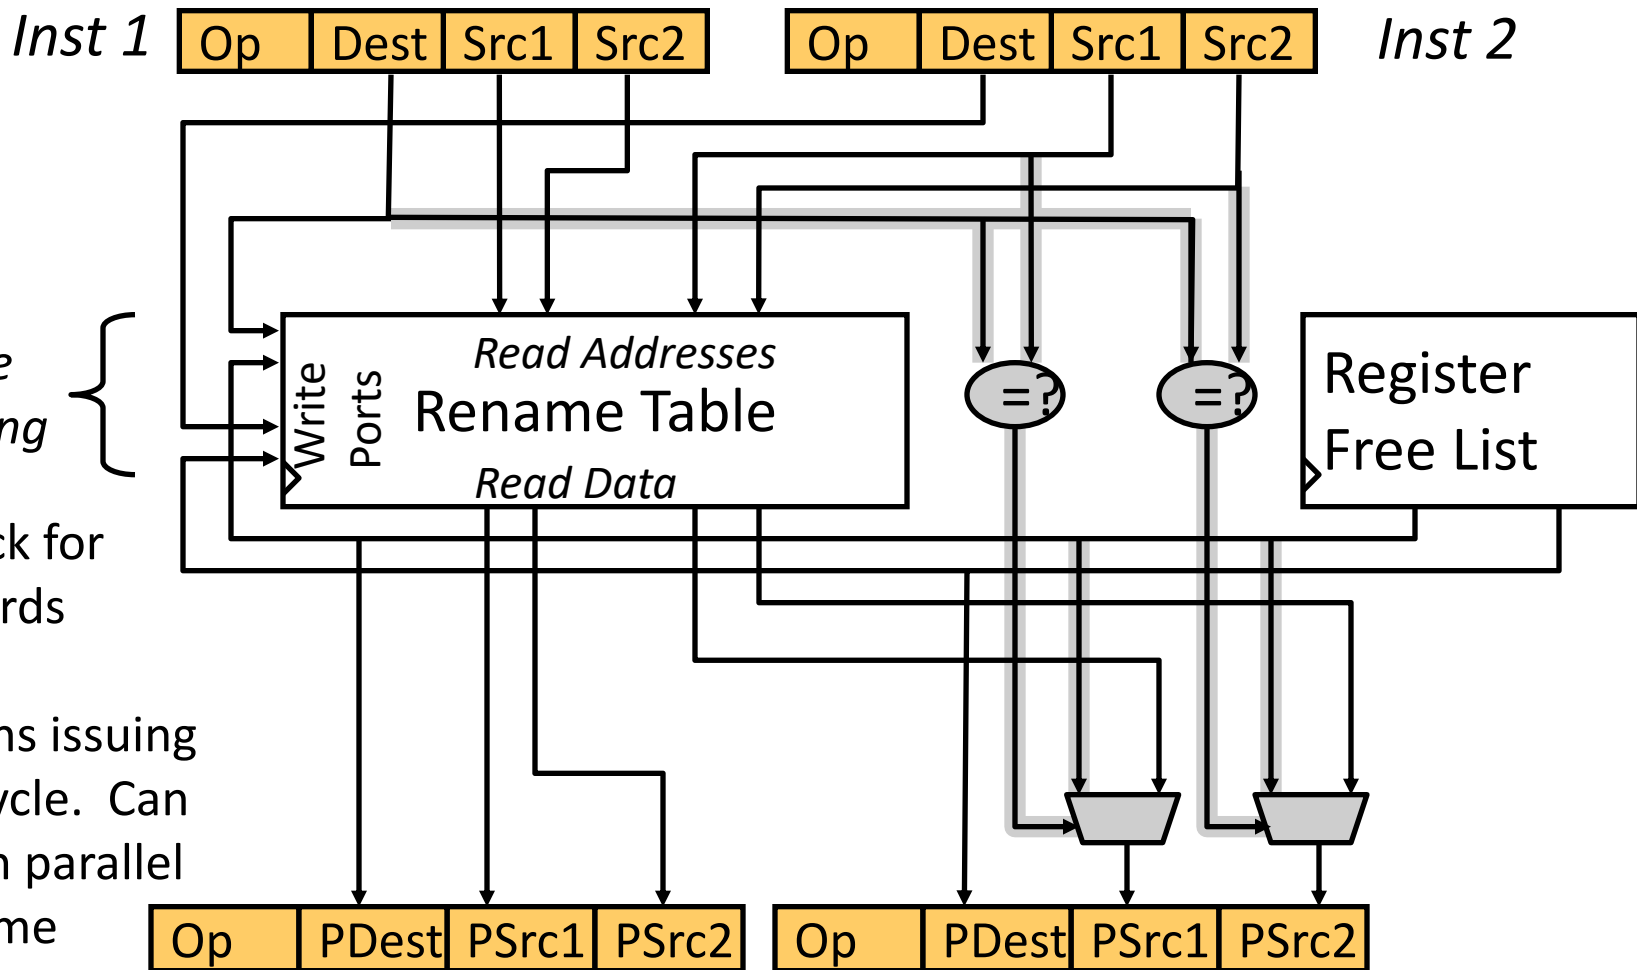 Inst 1
Op Dest Src1 Src2
Op Dest Src1 Src2
Inst 2
Read Addresses
Rename Table
Write
Ports
Read Data
=?
=?
Register
Free List
e
ng
ck for
rds
ns issuing
ycle. Can
n parallel
me
Op PDest PSrc1 PSrc2
Op PDest PSrc1 PSrc2